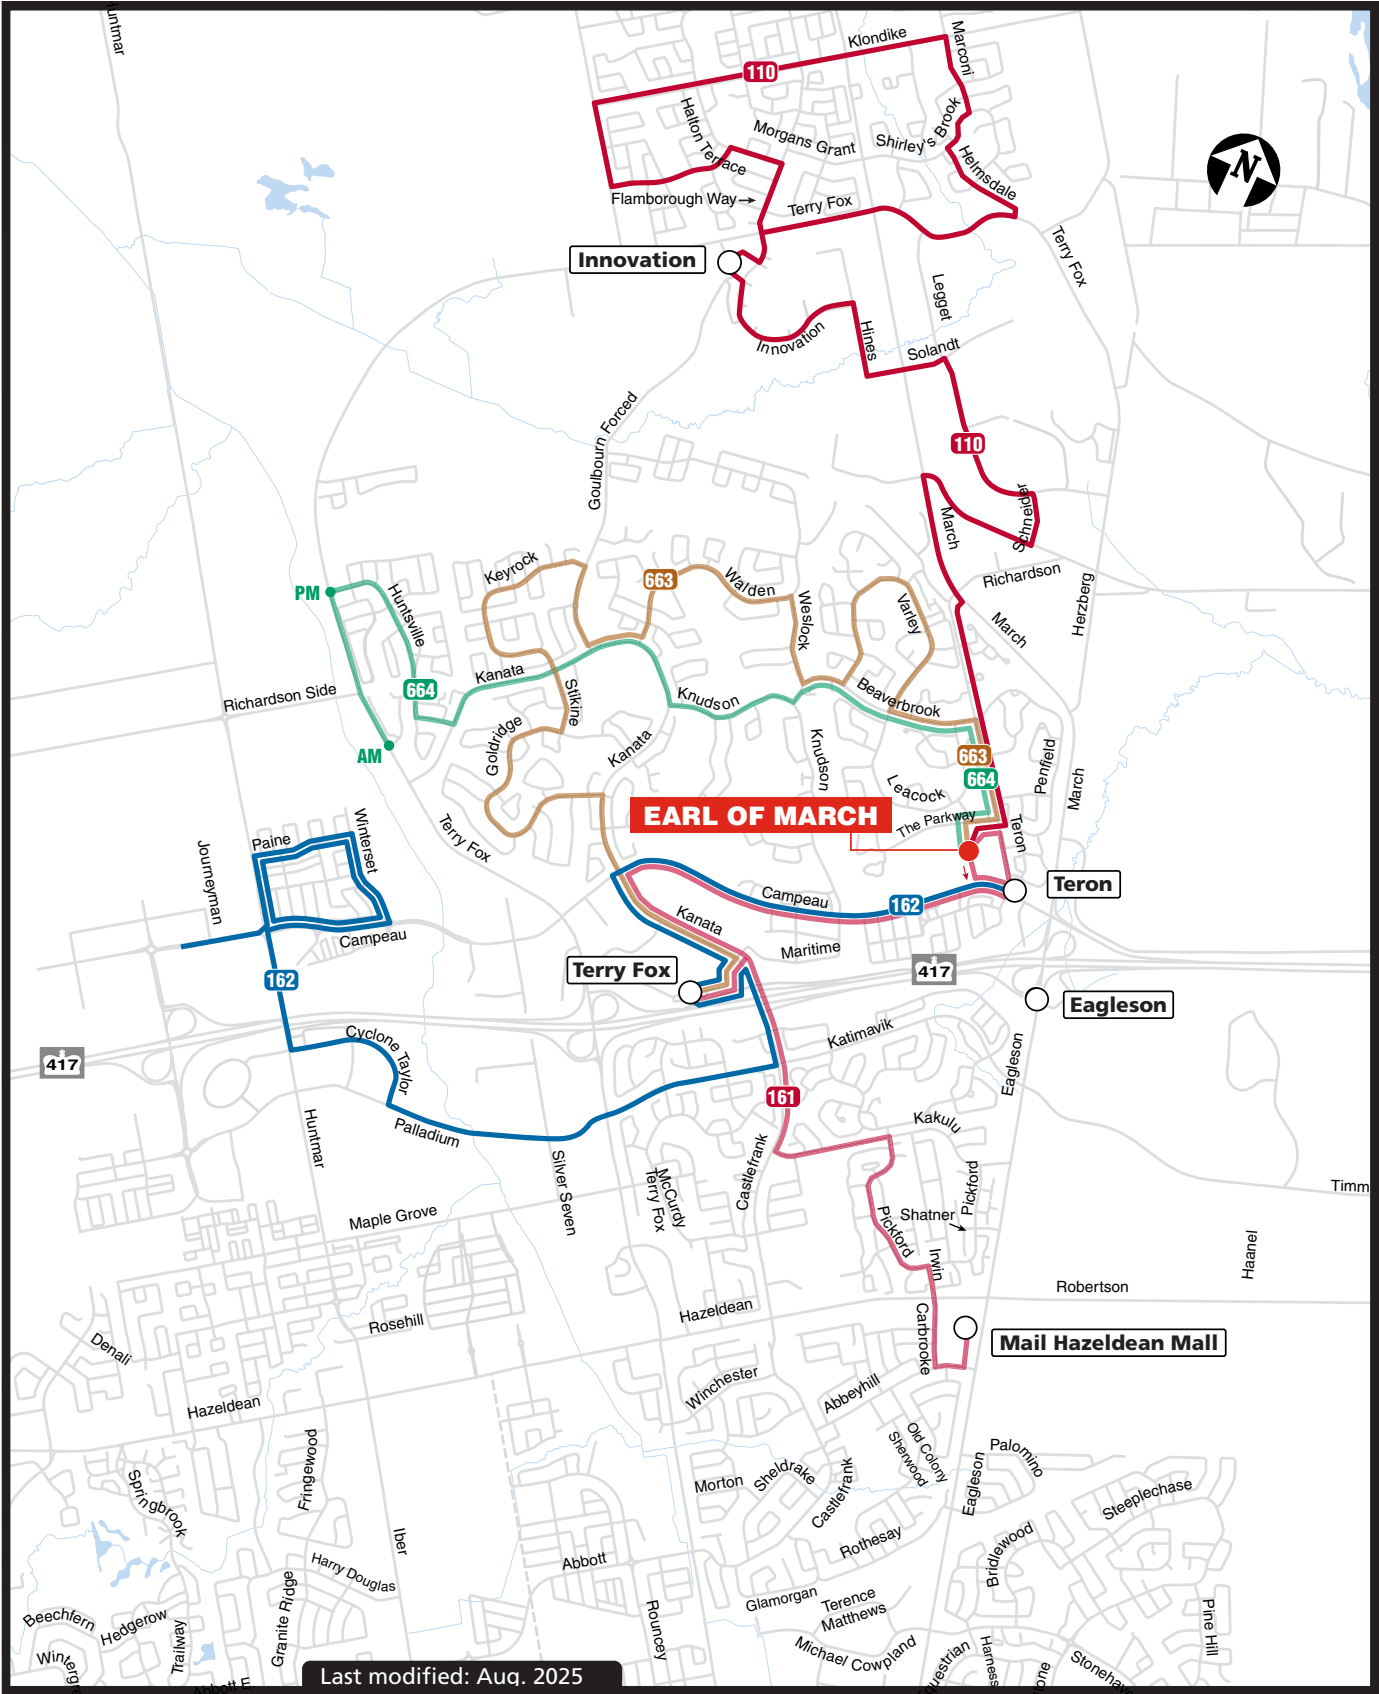 Huntmar
Klondike
Marconi
110
Halton Terrace
Morgans Grant
Shirley's Brook
Helmsdale
Flamborough Way
Terry Fox
N
Terry Fox
Innovation
Legget
Innovation
Hines
Solandt
Goulbourn Forced
110
Schneider
March
Richardson
Keyrock
663
Walden
Weslock
Varley
March
Herzberg
PM
Huntsville
664
Kanata
Stikine
Knudson
Beaverbrook
Richardson Side
Goldridge
Kanata
Knudson
AM
663
664
Penfield
March
Leacock
EARL OF MARCH
The Parkway
Teron
Paine
Winterset
Terry Fox
Journeyman
Campeau
162
Teron
Kanata
Campeau
Maritime
Terry Fox
417
162
Eagleson
Cyclone Taylor
Katimavik
Eagleson
417
161
Palladium
Huntmar
Kakulu
Castlefrank
Silver Seven
McCurdy
Terry Fox
Pickford
Shatner
Pickford
Timm
Maple Grove
Irwin
Haanel
Robertson
Hazeldean
Rosehill
Carbrooke
Mail Hazeldean Mall
Denali
Winchester
Abbeyhill
Hazeldean
Old Colony
Sherwood
Fringewood
Palomino
Springbrook
Morton
Sheldrake
Castlefrank
Eagleson
Steeplechase
Iber
Rothesay
Bridlewood
Harry Douglas
Abbott
Granite Ridge
Glamorgan
Terence
Matthews
Beechfern
Hedgerow
Trailway
Rouncey
Pine Hill
Michael Cowpland
questrian
Harness
Stonehav
Wintergre
one
Abbott E.
Last modified: Aug. 2025